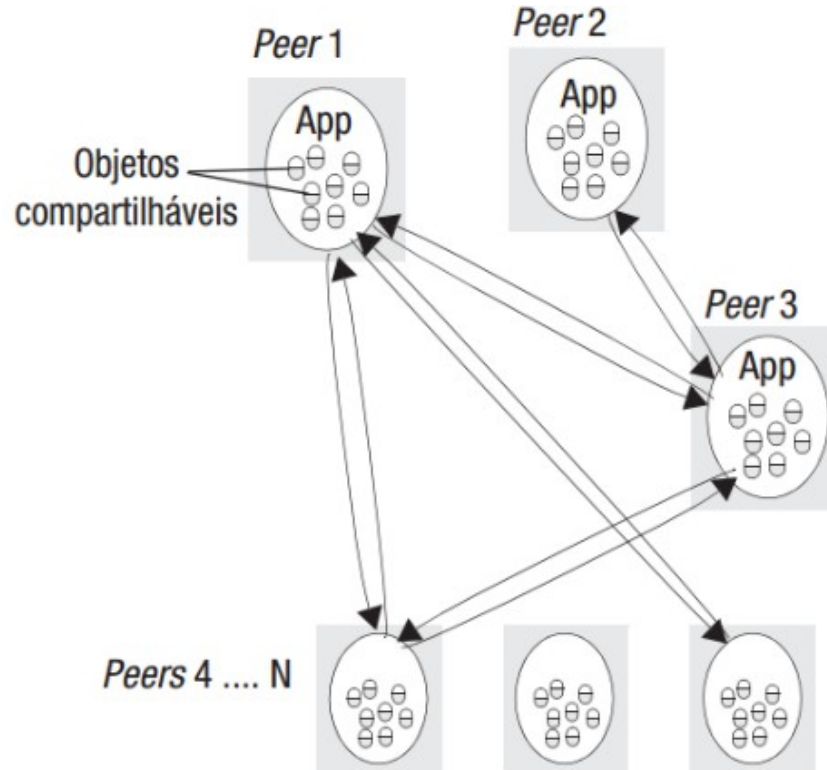 Peer 1
Peer 2
App
App
Objetos
compartilháveis
Peer 3
App
Peers 4 .... N